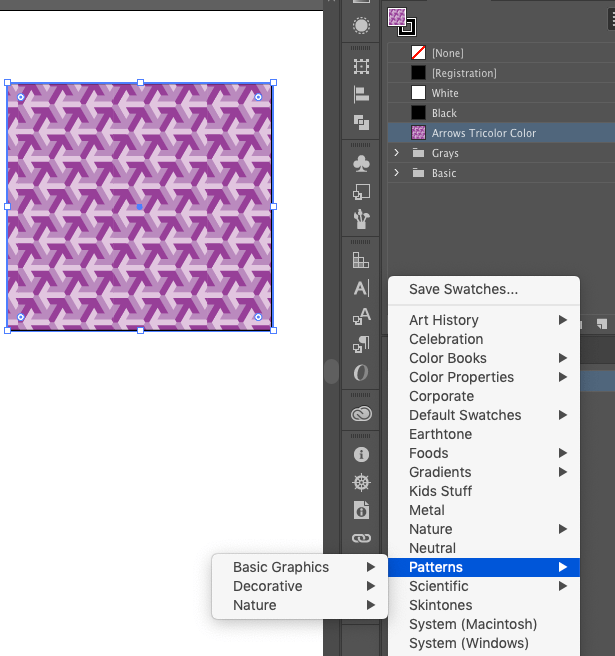 [None]
[Registration]
White
Black
Arrows Tricolor Color
Grays
Basic
Save Swatches...
Art History
Celebration
Color Books
Color Properties
Corporate
Default Swatches
Earthtone
Foods
Gradients
Kids Stuff
Metal
Nature
Neutral
Patterns
Scientific
Skintones
System (Macintosh)
System (Windows)
Basic Graphics
Decorative
Nature